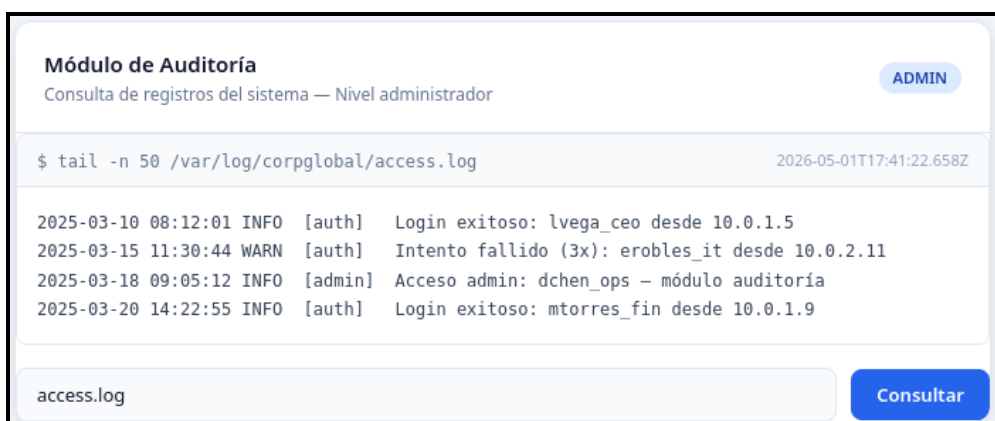 Módulo de Auditoría
Consulta de registros del sistema — Nivel administrador
ADMIN
$ tail -n 50 /var/log/corpglobal/access.log
2026-05-01T17:41:22.658Z
2025-03-10 08:12:01 INFO  [auth]   Login exitoso: lvega_ceo desde 10.0.1.5
2025-03-15 11:30:44 WARN  [auth]   Intento fallido (3x): erobles_it desde 10.0.2.11
2025-03-18 09:05:12 INFO  [admin]  Acceso admin: dchen_ops — módulo auditoría
2025-03-20 14:22:55 INFO  [auth]   Login exitoso: mtorres_fin desde 10.0.1.9
access.log
Consultar